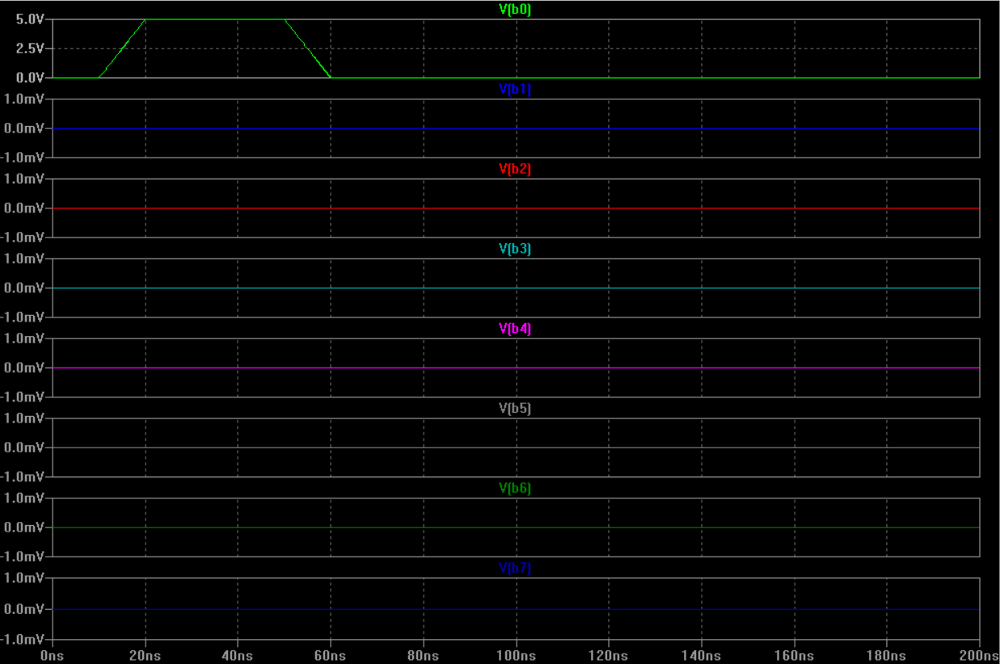 V(b0)
5.0V
2.5V
0.0V
V(b1)
1.0mV
0.0mV
-1.0mV
V(b2)
1.0mV
0.0mV
-1.0mV
V(b3)
1.0mV
0.0mV
-1.0mV
V(b4)
1.0mV
0.0mV
-1.0mV
V(b5)
1.0mV
0.0mV
-1.0mV
V(b6)
1.0mV
0.0mV
-1.0mV
V(b7)
1.0mV
0.0mV
-1.0mV
0ns 20ns 40ns 60ns 80ns 100ns 120ns 140ns 160ns 180ns 200ns